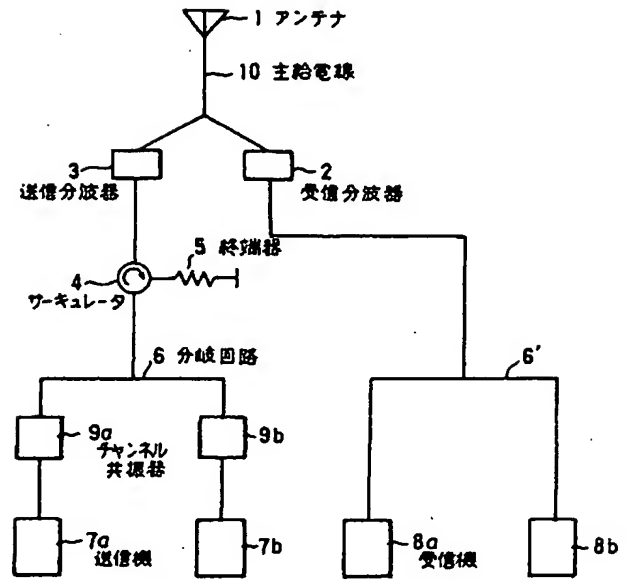 1 アンテナ
10 主給電線
3
送信分波器
2
受信分波器
5 終端器
4
サーキュレータ
6 分岐回路
6′
9a
チャンネル
共振器
9b
7a
送信機
7b
8a
受信機
8b